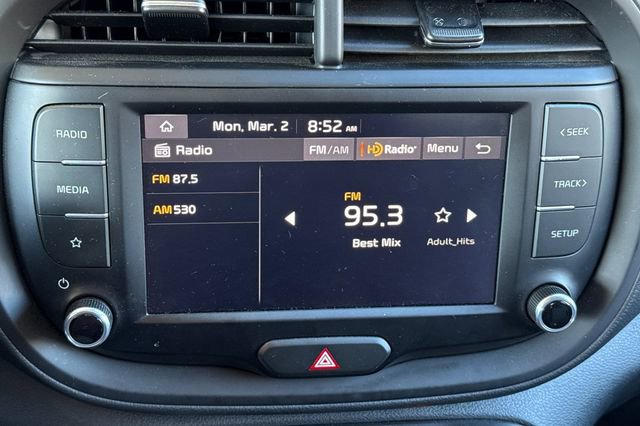 RADIO
MEDIA
Mon, Mar. 2 8:52 AM
Radio FM/AM HD Radio Menu
FM 87.5
AM 530
FM
95.3
Best Mix Adult_Hits
< SEEK
TRACK >
SETUP